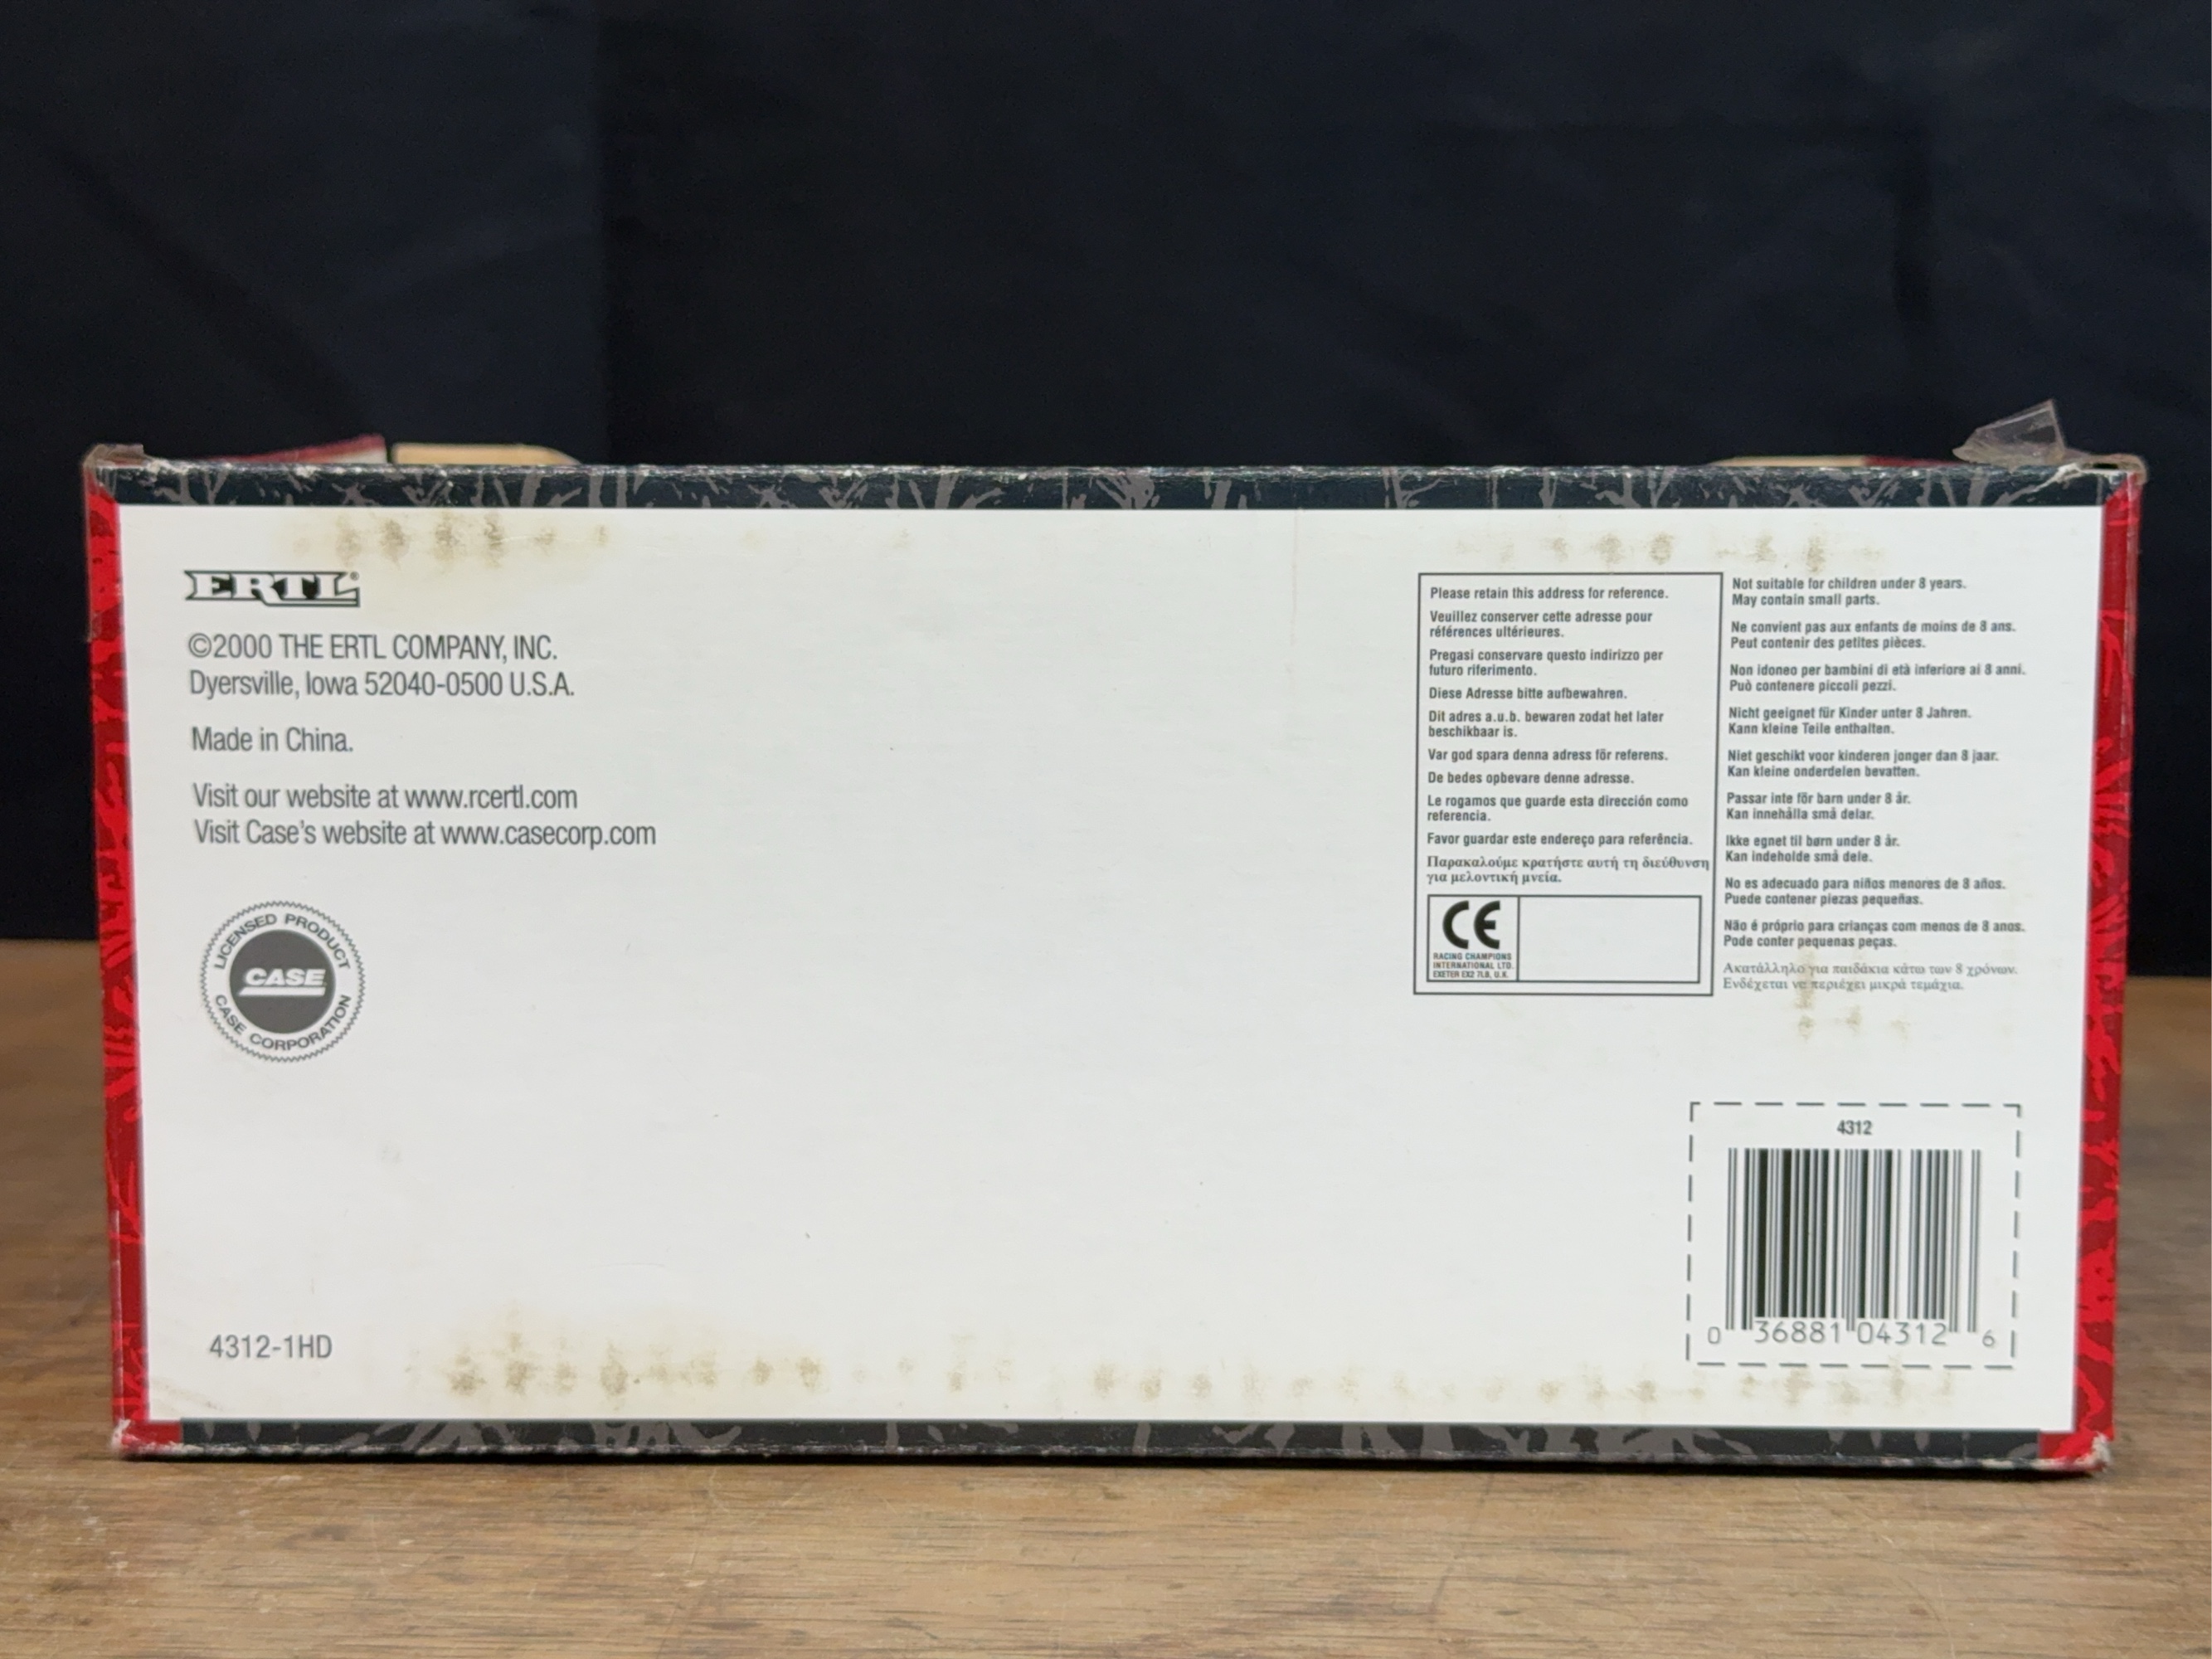 ERTL®
©2000 THE ERTL COMPANY, INC.
Dyersville, Iowa 52040-0500 U.S.A.
Made in China.
Visit our website at www.rcertl.com
Visit Case's website at www.casecorp.com
LICENSED PRODUCT
CASE
CASE CORPORATION
4312-1HD
Please retain this address for reference.
Veuillez conserver cette adresse pour
références ultérieures.
Pregasi conservare questo indirizzo per
futuro riferimento.
Diese Adresse bitte aufbewahren.
Dit adres a.u.b. bewaren zodat het later
beschikbaar is.
Var god spara denna adress för referens.
De bedes opbevare denne adresse.
Le rogamos que guarde esta dirección como
referencia.
Favor guardar este endereço para referência.
Παρακαλούμε κρατήστε αυτή τη διεύθυνση
για μελοντική μνεία.
CE
RACING CHAMPIONS
INTERNATIONAL LTD.
EXETER EX2 7LB, U.K.
Not suitable for children under 8 years.
May contain small parts.
Ne convient pas aux enfants de moins de 8 ans.
Peut contenir des petites pièces.
Non idoneo per bambini di età inferiore ai 8 anni.
Può contenere piccoli pezzi.
Nicht geeignet für Kinder unter 8 Jahren.
Kann kleine Teile enthalten.
Niet geschikt voor kinderen jonger dan 8 jaar.
Kan kleine onderdelen bevatten.
Passar inte för barn under 8 år.
Kan innehålla små delar.
Ikke egnet til børn under 8 år.
Kan indeholde små dele.
No es adecuado para niños menores de 8 años.
Puede contener piezas pequeñas.
Não é próprio para crianças com menos de 8 anos.
Pode conter pequenas peças.
Ακατάλληλο για παιδάκια κάτω των 8 χρόνων.
Ενδέχεται να περιέχει μικρά τεμάχια.
4312
0 36881 04312 6